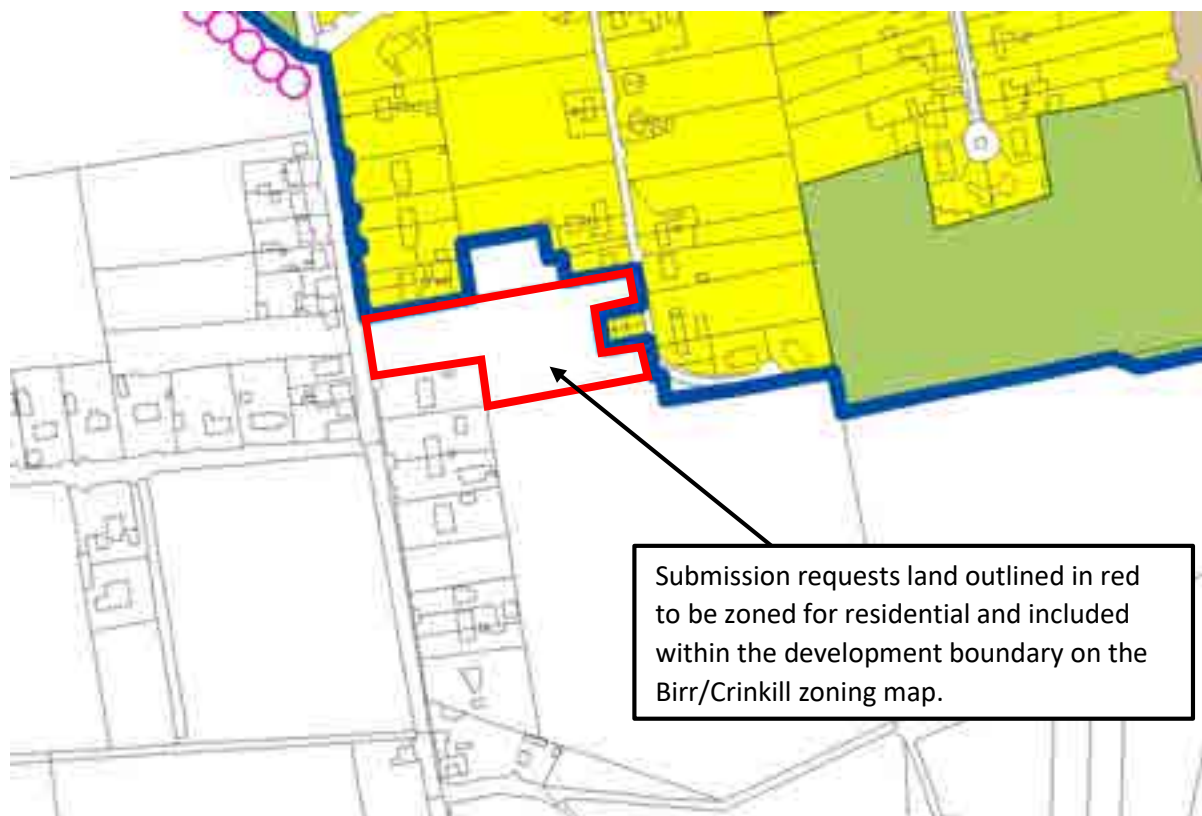 Submission requests land outlined in red
to be zoned for residential and included
within the development boundary on the
Birr/Crinkill zoning map.